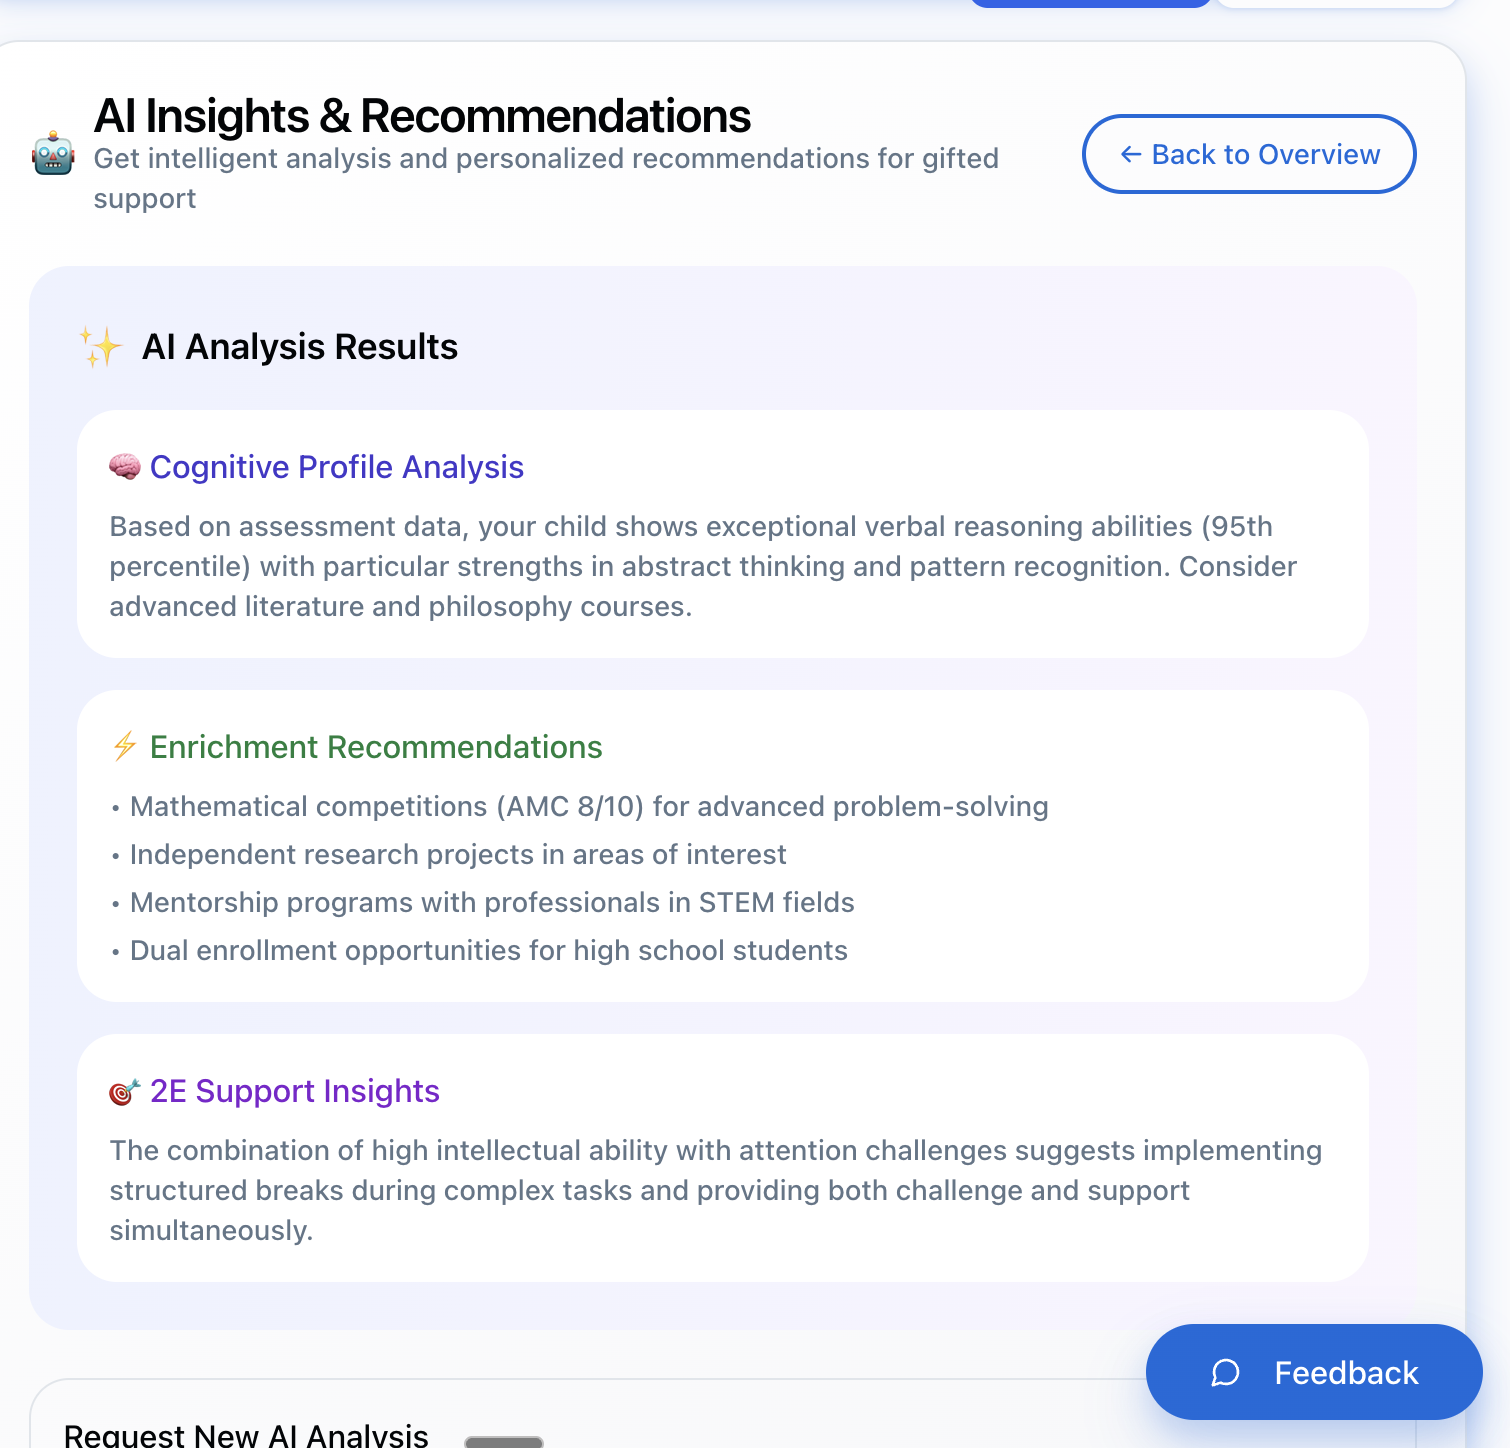 AI Insights & Recommendations
Get intelligent analysis and personalized recommendations for gifted
support
← Back to Overview
AI Analysis Results
Cognitive Profile Analysis
Based on assessment data, your child shows exceptional verbal reasoning abilities (95th
percentile) with particular strengths in abstract thinking and pattern recognition. Consider
advanced literature and philosophy courses.
Enrichment Recommendations
• Mathematical competitions (AMC 8/10) for advanced problem-solving
• Independent research projects in areas of interest
• Mentorship programs with professionals in STEM fields
• Dual enrollment opportunities for high school students
2E Support Insights
The combination of high intellectual ability with attention challenges suggests implementing
structured breaks during complex tasks and providing both challenge and support
simultaneously.
Feedback
Request New AI Analysis